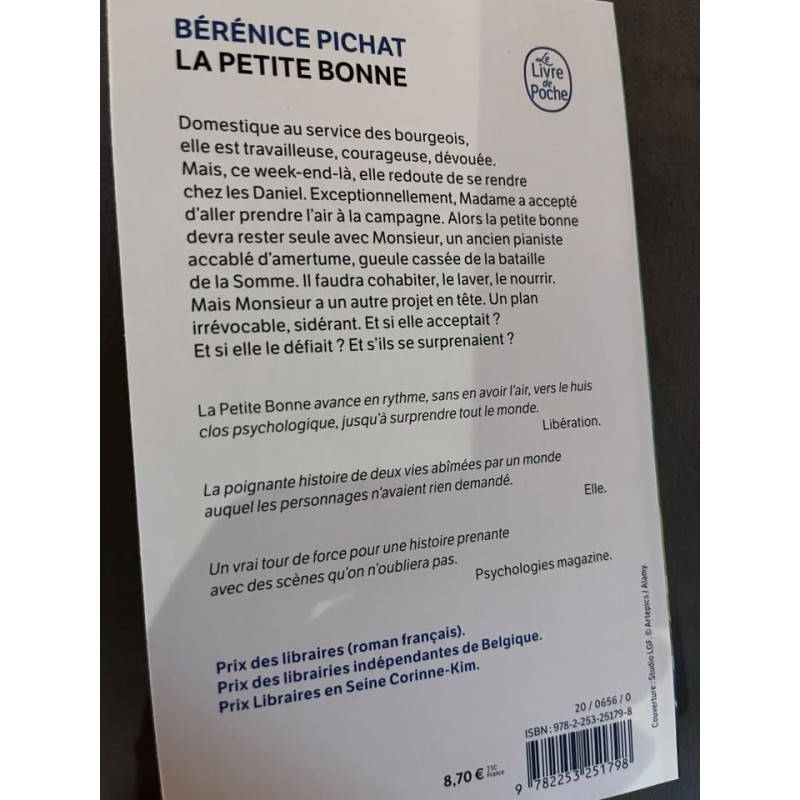 BÉRÉNICE PICHAT
LA PETITE BONNE
Le
Livre
de
Poche
Domestique au service des bourgeois,
elle est travailleuse, courageuse, dévouée.
Mais, ce week-end-là, elle redoute de se rendre
chez les Daniel. Exceptionnellement, Madame a accepté
d'aller prendre l'air à la campagne. Alors la petite bonne
devra rester seule avec Monsieur, un ancien pianiste
accablé d'amertume, gueule cassée de la bataille
de la Somme. Il faudra cohabiter, le laver, le nourrir.
Mais Monsieur a un autre projet en tête. Un plan
irrévocable, sidérant. Et si elle acceptait ?
Et si elle le défiait ? Et s'ils se surprenaient ?
La Petite Bonne avance en rythme, sans en avoir l'air, vers le huis
clos psychologique, jusqu'à surprendre tout le monde.
Libération.
La poignante histoire de deux vies abîmées par un monde
auquel les personnages n'avaient rien demandé.
Elle.
Un vrai tour de force pour une histoire prenante
avec des scènes qu'on n'oubliera pas.
Psychologies magazine.
Prix des libraires (roman français).
Prix des librairies indépendantes de Belgique.
Prix Libraires en Seine Corinne-Kim.
Couverture : Studio LGF. © Artepics / Alamy.
20 / 0656 / 0
ISBN : 978-2-253-25179-8
8,70 € TTC
France
9 782253 251798